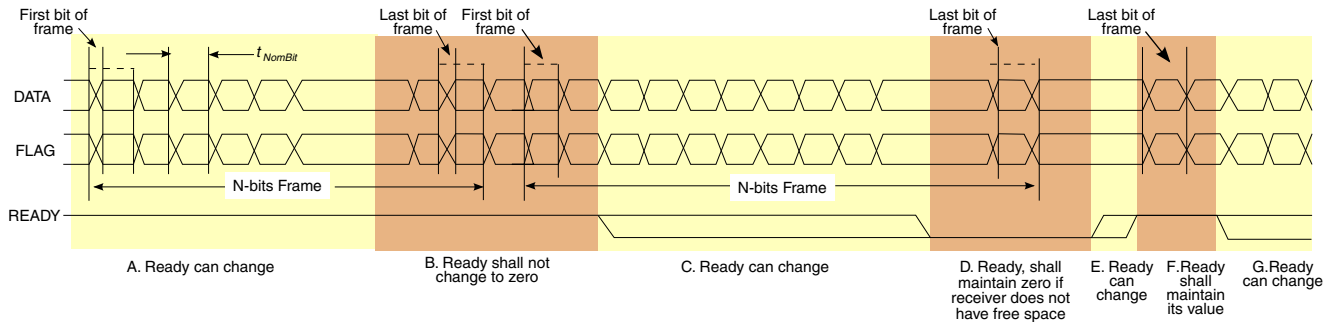 First bit of
frame
Last bit of
frame
First bit of
frame
Last bit of
frame
Last bit of
frame
t NomBit
DATA
FLAG
N-bits Frame
N-bits Frame
READY
A. Ready can change
B. Ready shall not
change to zero
C. Ready can change
D. Ready, shall
maintain zero if
receiver does not
have free space
E. Ready
can
change
F.Ready
shall
maintain
its value
G.Ready
can change